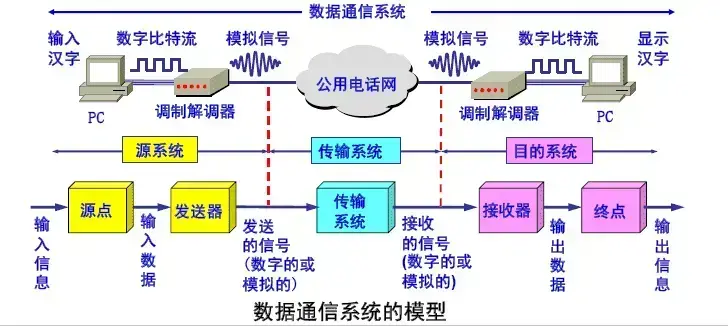 数据通信系统
输入
汉字
数字比特流
模拟信号
模拟信号
数字比特流
显示
汉字
公用电话网
PC
调制解调器
调制解调器
PC
源系统
传输系统
目的系统
源点
发送器
传输
系统
接收器
终点
输入信息
输入数据
发送
的信号
(数字的或
模拟的)
接收
的信号
(数字的或
模拟的)
输出数据
输出信息
数据通信系统的模型